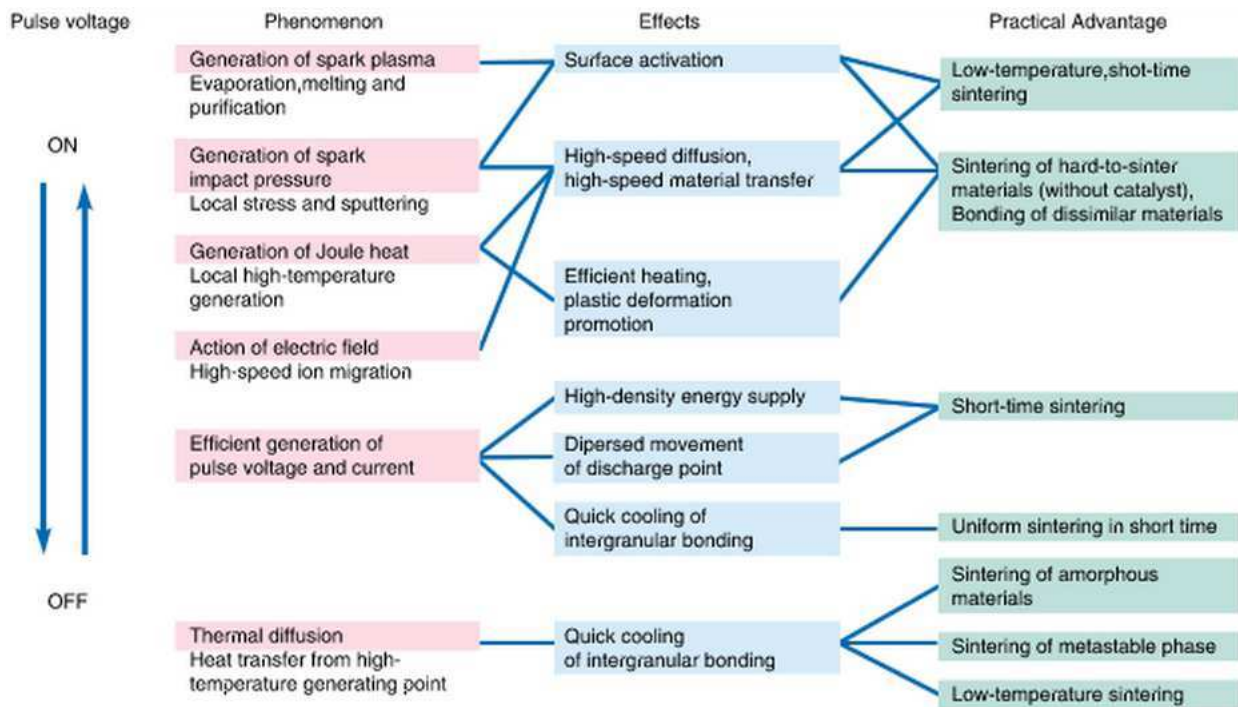 Pulse voltage
Phenomenon
Effects
Practical Advantage
ON
OFF
Generation of spark plasma
Evaporation,melting and
purification
Generation of spark
impact pressure
Local stress and sputtering
Generation of Joule heat
Local high-temperature
generation
Action of electric field
High-speed ion migration
Efficient generation of
pulse voltage and current
Thermal diffusion
Heat transfer from high-
temperature generating point
Surface activation
High-speed diffusion,
high-speed material transfer
Efficient heating,
plastic deformation
promotion
High-density energy supply
Dipersed movement
of discharge point
Quick cooling of
intergranular bonding
Quick cooling
of intergranular bonding
Low-temperature,shot-time
sintering
Sintering of hard-to-sinter
materials (without catalyst),
Bonding of dissimilar materials
Short-time sintering
Uniform sintering in short time
Sintering of amorphous
materials
Sintering of metastable phase
Low-temperature sintering